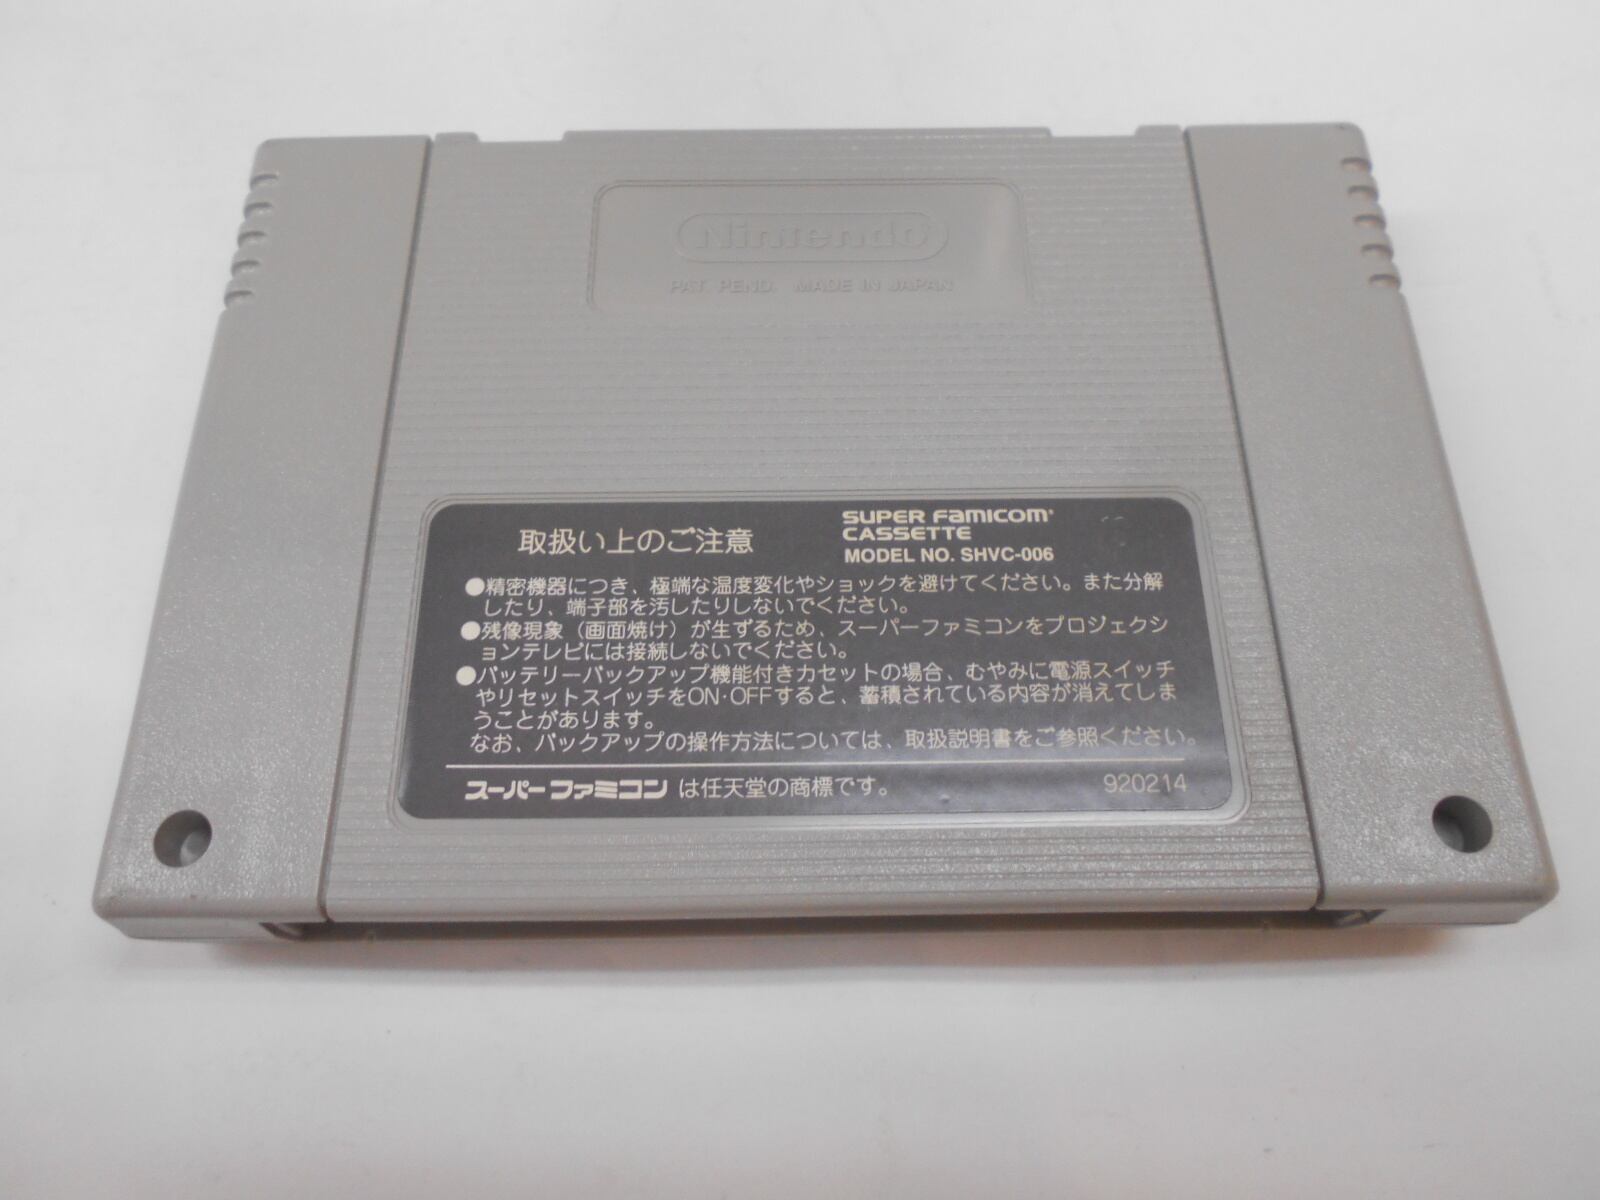 Nintendo
PAT. PEND. MADE IN JAPAN
取扱い上のご注意
SUPER FAMICOM
CASSETTE
MODEL NO. SHVC-006
●精密機器につき、極端な温度変化やショックを避けてください。また分解
したり、端子部を汚したりしないでください。
●残像現象(画面焼け)が生ずるため、スーパーファミコンをプロジェクシ
ョンテレビには接続しないでください。
●バッテリーバックアップ機能付きカセットの場合、むやみに電源スイッチ
やリセットスイッチをON・OFFすると、蓄積されている内容が消えてしま
うことがあります。
なお、バックアップの操作方法については、取扱説明書をご参照ください。
スーパーファミコン は任天堂の商標です。
920214